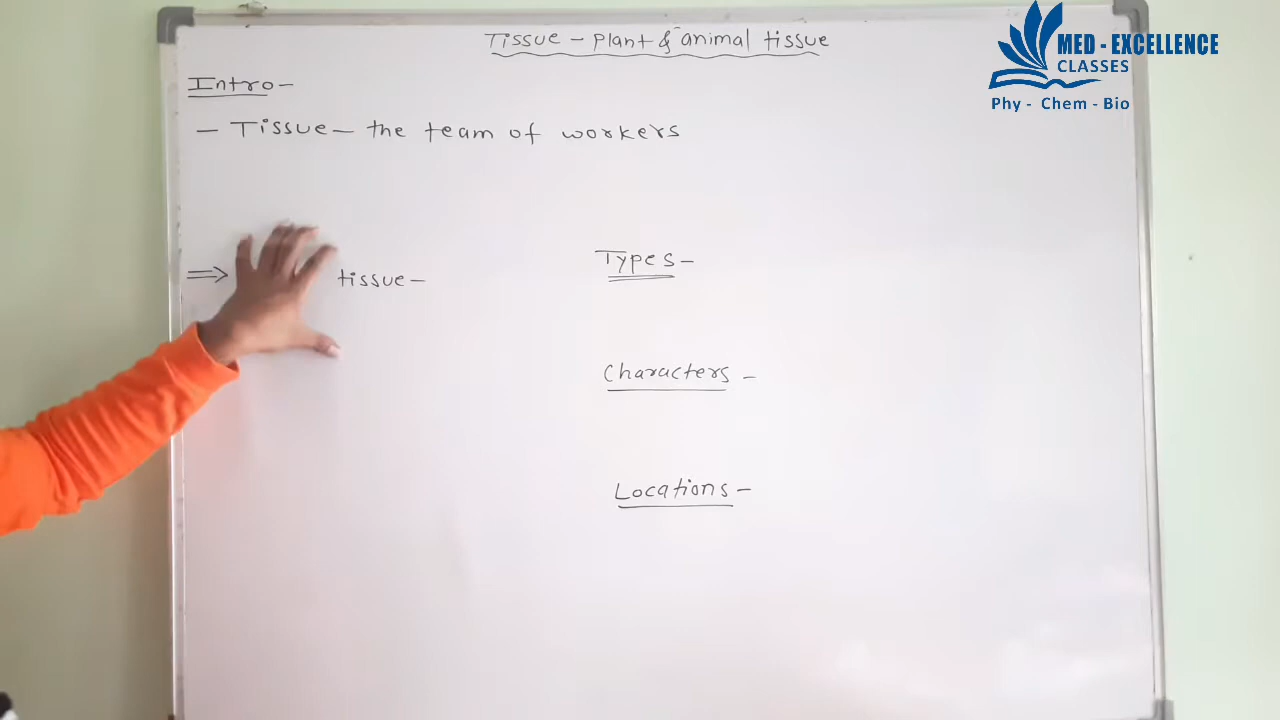 Tissue - Plant & animal tissue
MED - EXCELLENCE
CLASSES
Phy - Chem - Bio
Intro -
- Tissue - the team of workers
⇒ tissue -
Types -
Characters -
Locations -